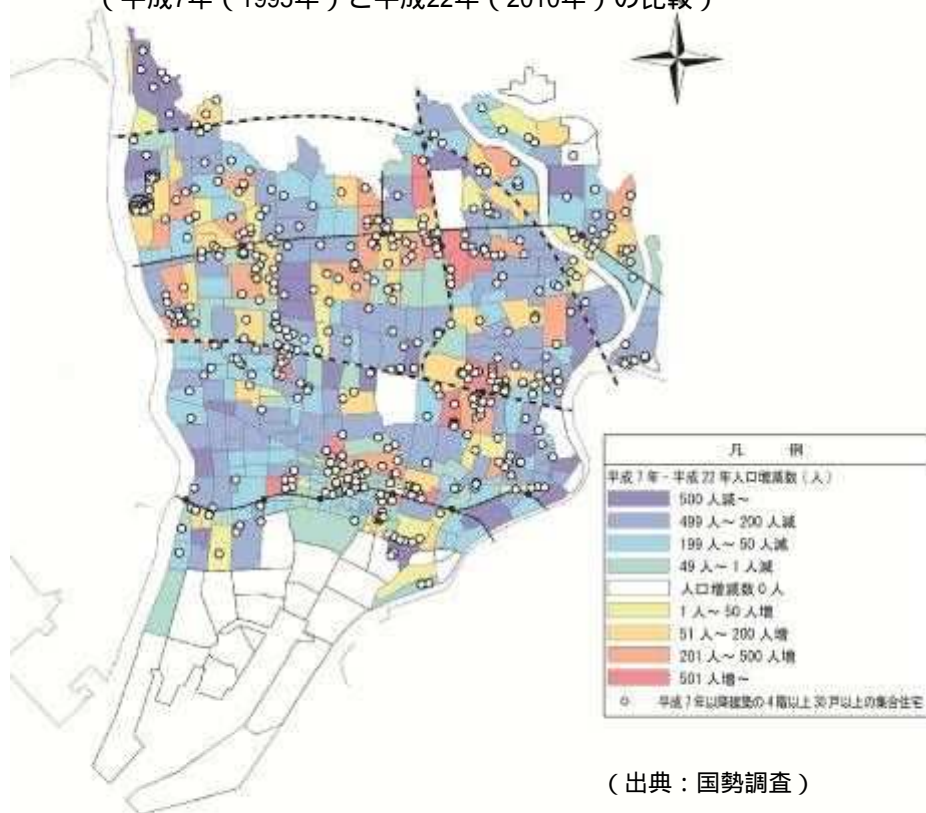 (平成7年(1995年)と平成22年(2010年)の比較)
凡 例
平成7年-平成22年人口増減数(人)
500人減~
499人~200人減
199人~50人減
49人~1人減
人口増減数0人
1人~50人増
51人~200人増
201人~500人増
501人増~
平成7年以降建築の4階以上30戸以上の集合住宅
(出典:国勢調査)